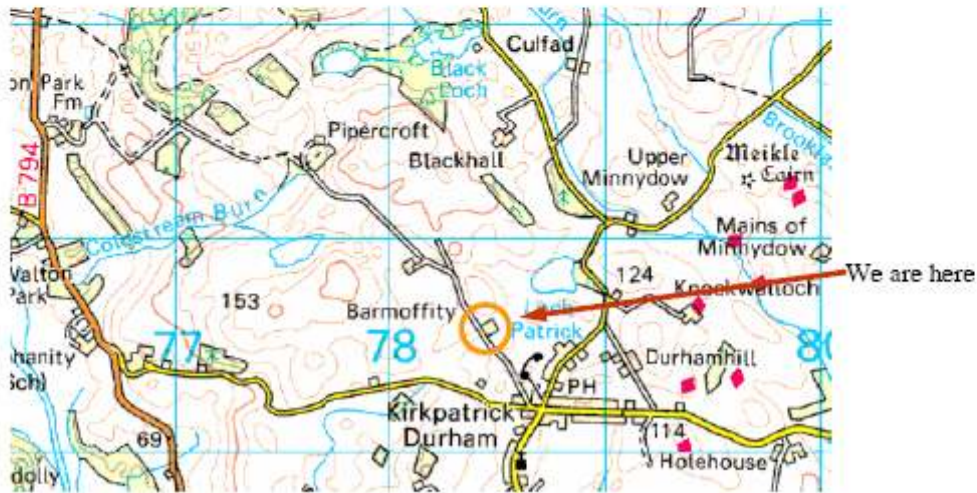 Culfad
Black
Loch
Park
Fm
Pipercroft
Blackhall
Upper
Minnydow
Meikle
Cairn
B 794
Coldstream Burn
Mains of
Minnydow
Walton
Park
153
Barmoffity
124
Knockwalloch
We are here
Loch
Patrick
77
78
80
Durhamhill
PH
Kirkpatrick
Durham
69
114
Holehouse